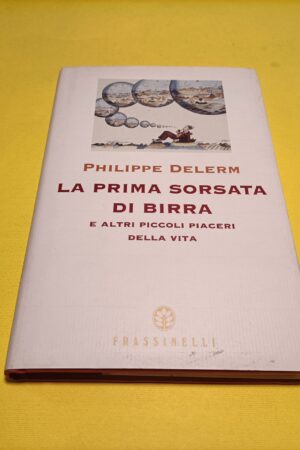 PHILIPPE DELERM
LA PRIMA SORSATA
DI BIRRA
E ALTRI PICCOLI PIACERI
DELLA VITA
FRASSINELLI